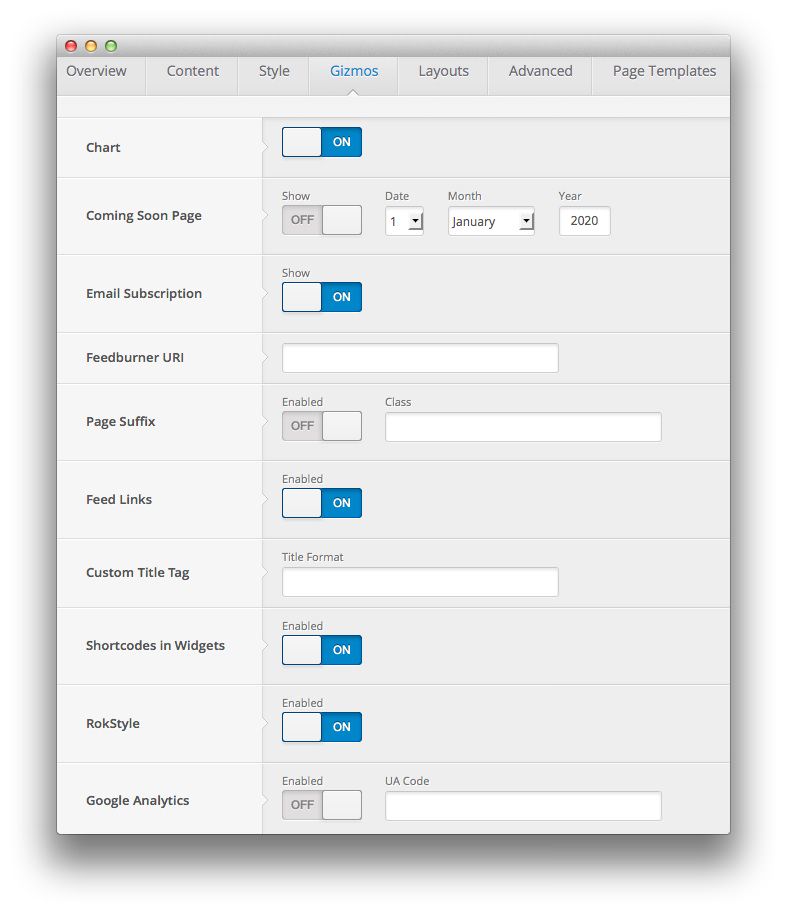 Overview Content Style Gizmos Layouts Advanced Page Templates
Chart ON
Show Date Month Year
Coming Soon Page OFF 1 January 2020
Show
Email Subscription ON
Feedburner URI
Enabled Class
Page Suffix OFF
Enabled
Feed Links ON
Title Format
Custom Title Tag
Enabled
Shortcodes in Widgets ON
Enabled
RokStyle ON
Enabled UA Code
Google Analytics OFF